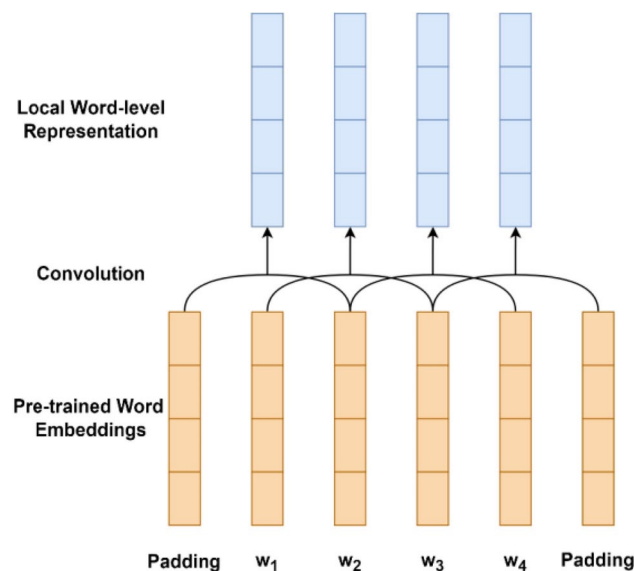 Local Word-level
Representation
Convolution
Pre-trained Word
Embeddings
Padding w₁ w₂ w₃ w₄ Padding